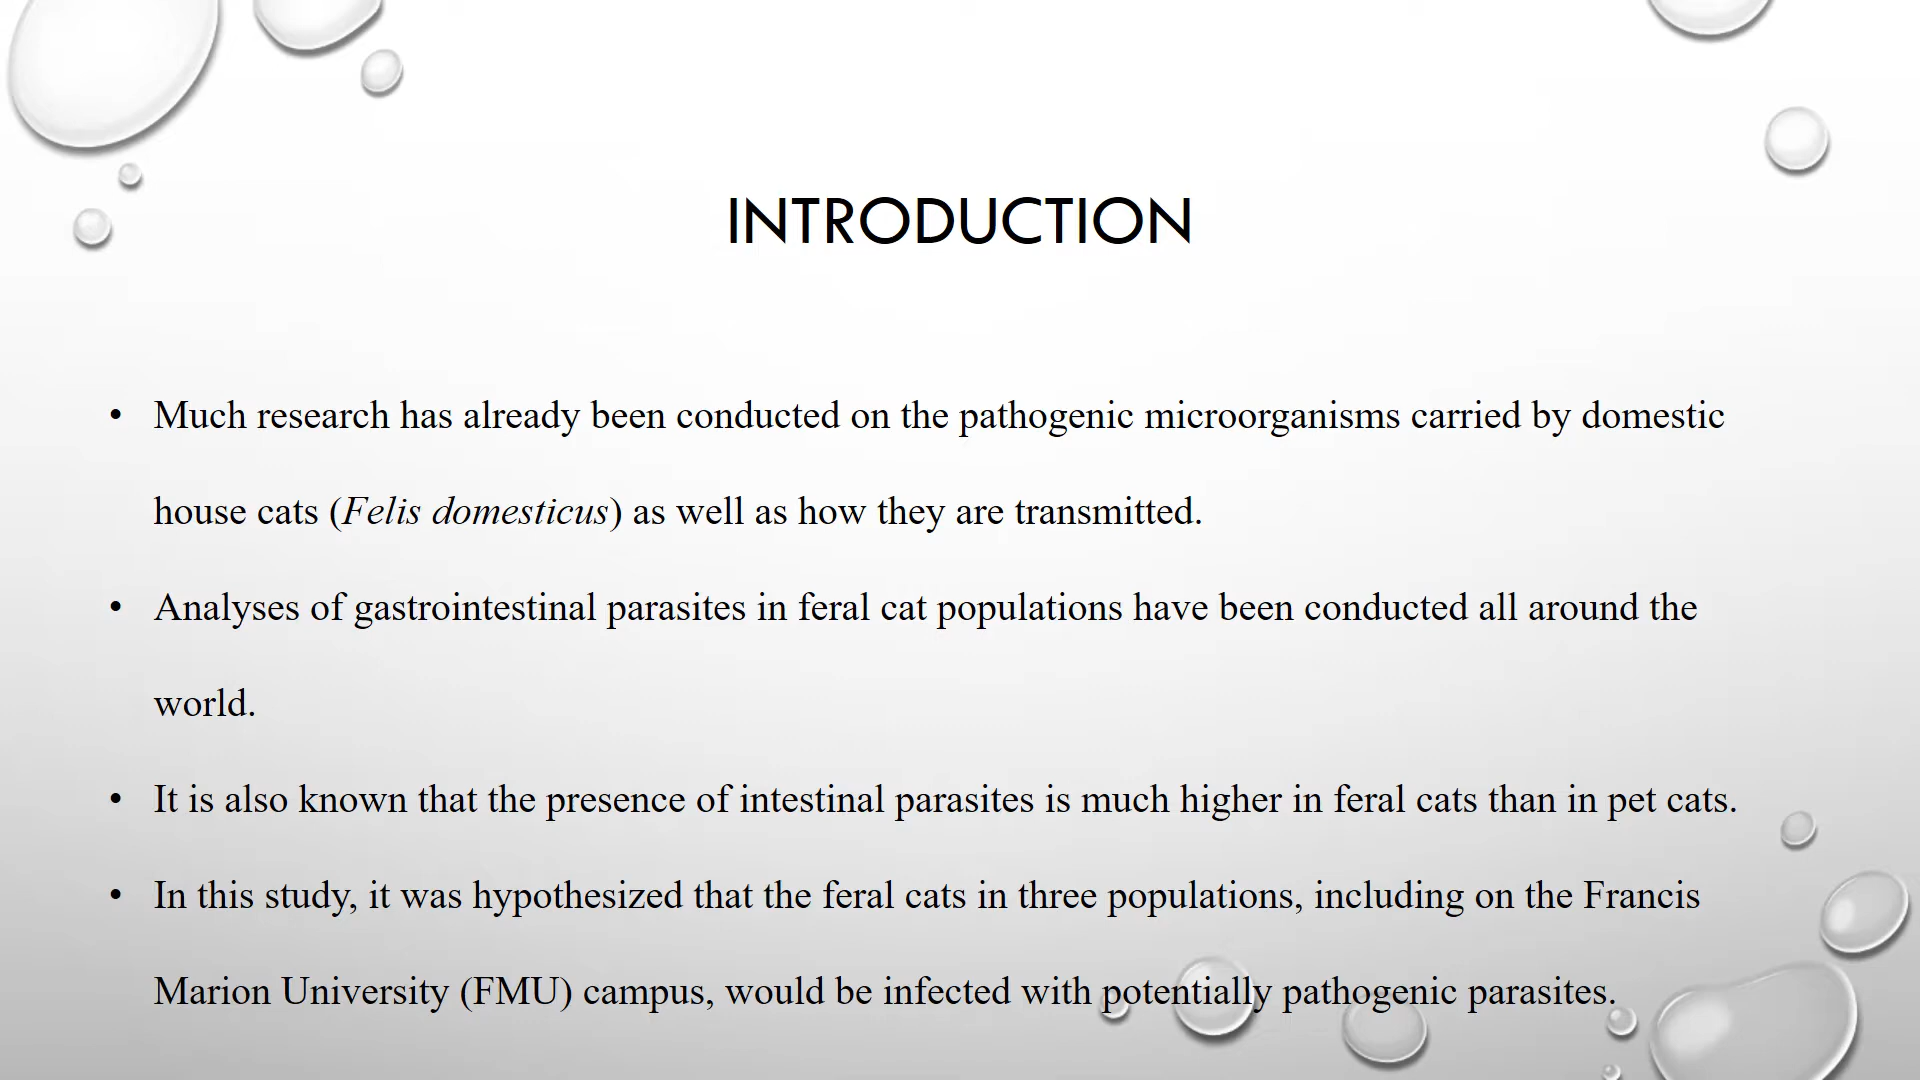 INTRODUCTION
• Much research has already been conducted on the pathogenic microorganisms carried by domestic
house cats (Felis domesticus) as well as how they are transmitted.
• Analyses of gastrointestinal parasites in feral cat populations have been conducted all around the
world.
• It is also known that the presence of intestinal parasites is much higher in feral cats than in pet cats.
• In this study, it was hypothesized that the feral cats in three populations, including on the Francis
Marion University (FMU) campus, would be infected with potentially pathogenic parasites.